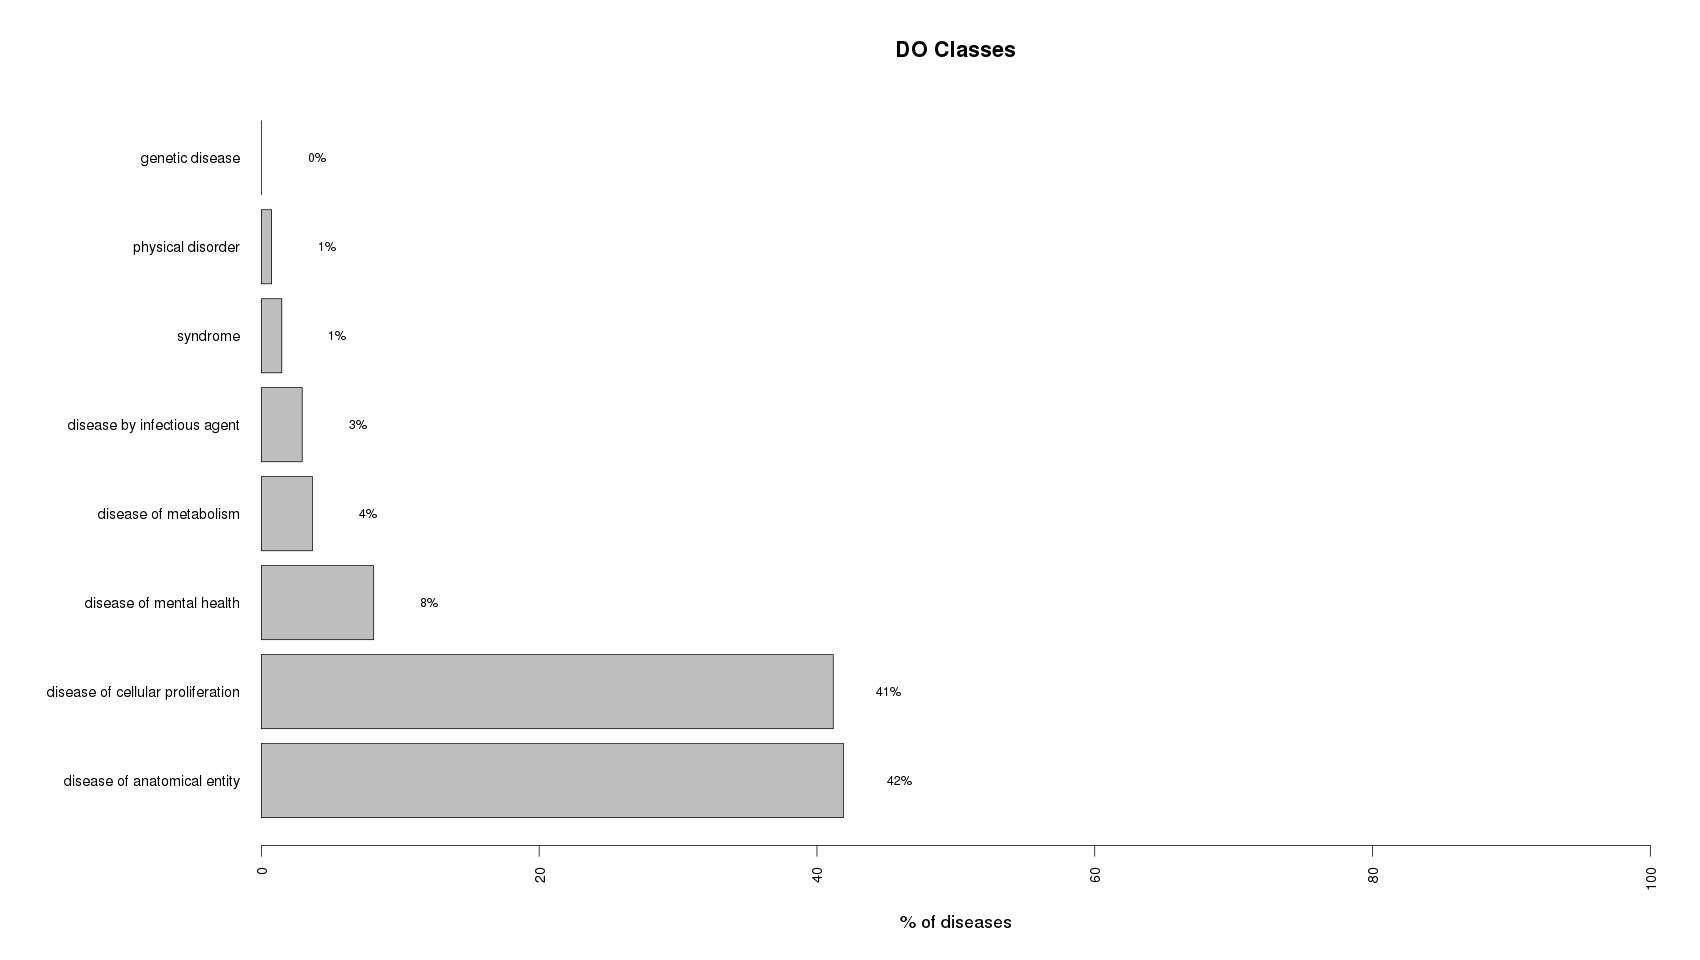 DO Classes
genetic disease 0%
physical disorder 1%
syndrome 1%
disease by infectious agent 3%
disease of metabolism 4%
disease of mental health 8%
disease of cellular proliferation 41%
disease of anatomical entity 42%
0 20 40 60 80 100
% of diseases